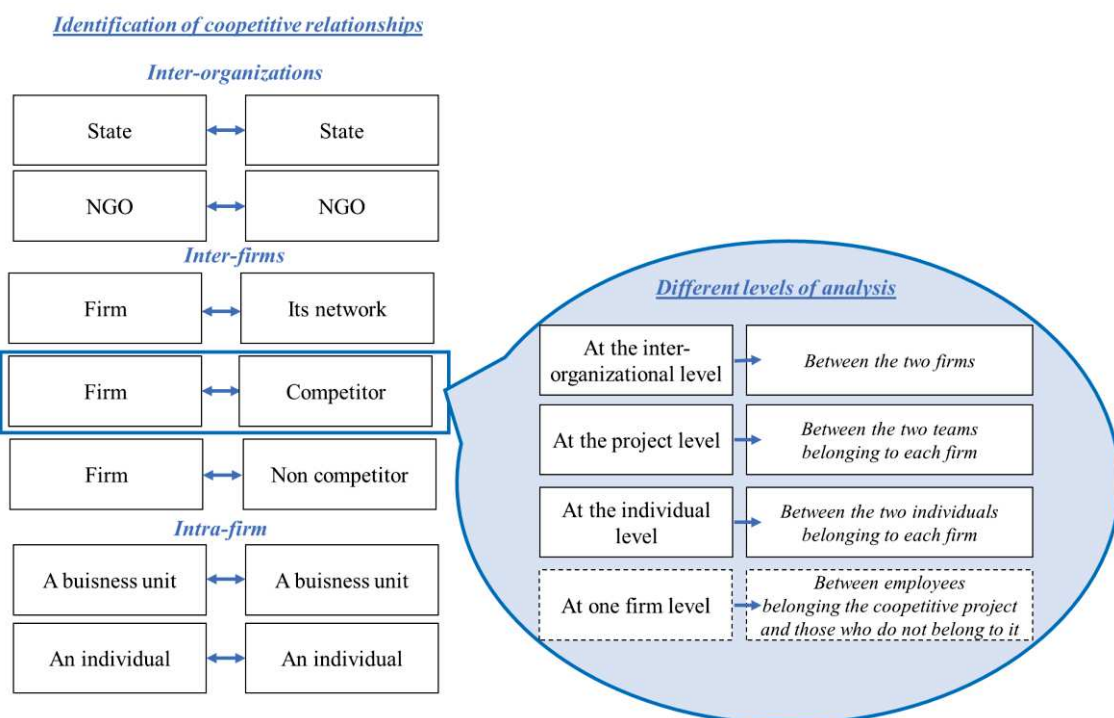 Identification of coopetitive relationships
Inter-organizations
State
State
NGO
NGO
Inter-firms
Firm
Its network
Firm
Competitor
Firm
Non competitor
Intra-firm
A buisness unit
A buisness unit
An individual
An individual
Different levels of analysis
At the inter-
organizational level
Between the two firms
At the project level
Between the two teams
belonging to each firm
At the individual
level
Between the two individuals
belonging to each firm
At one firm level
Between employees
belonging the coopetitive project
and those who do not belong to it